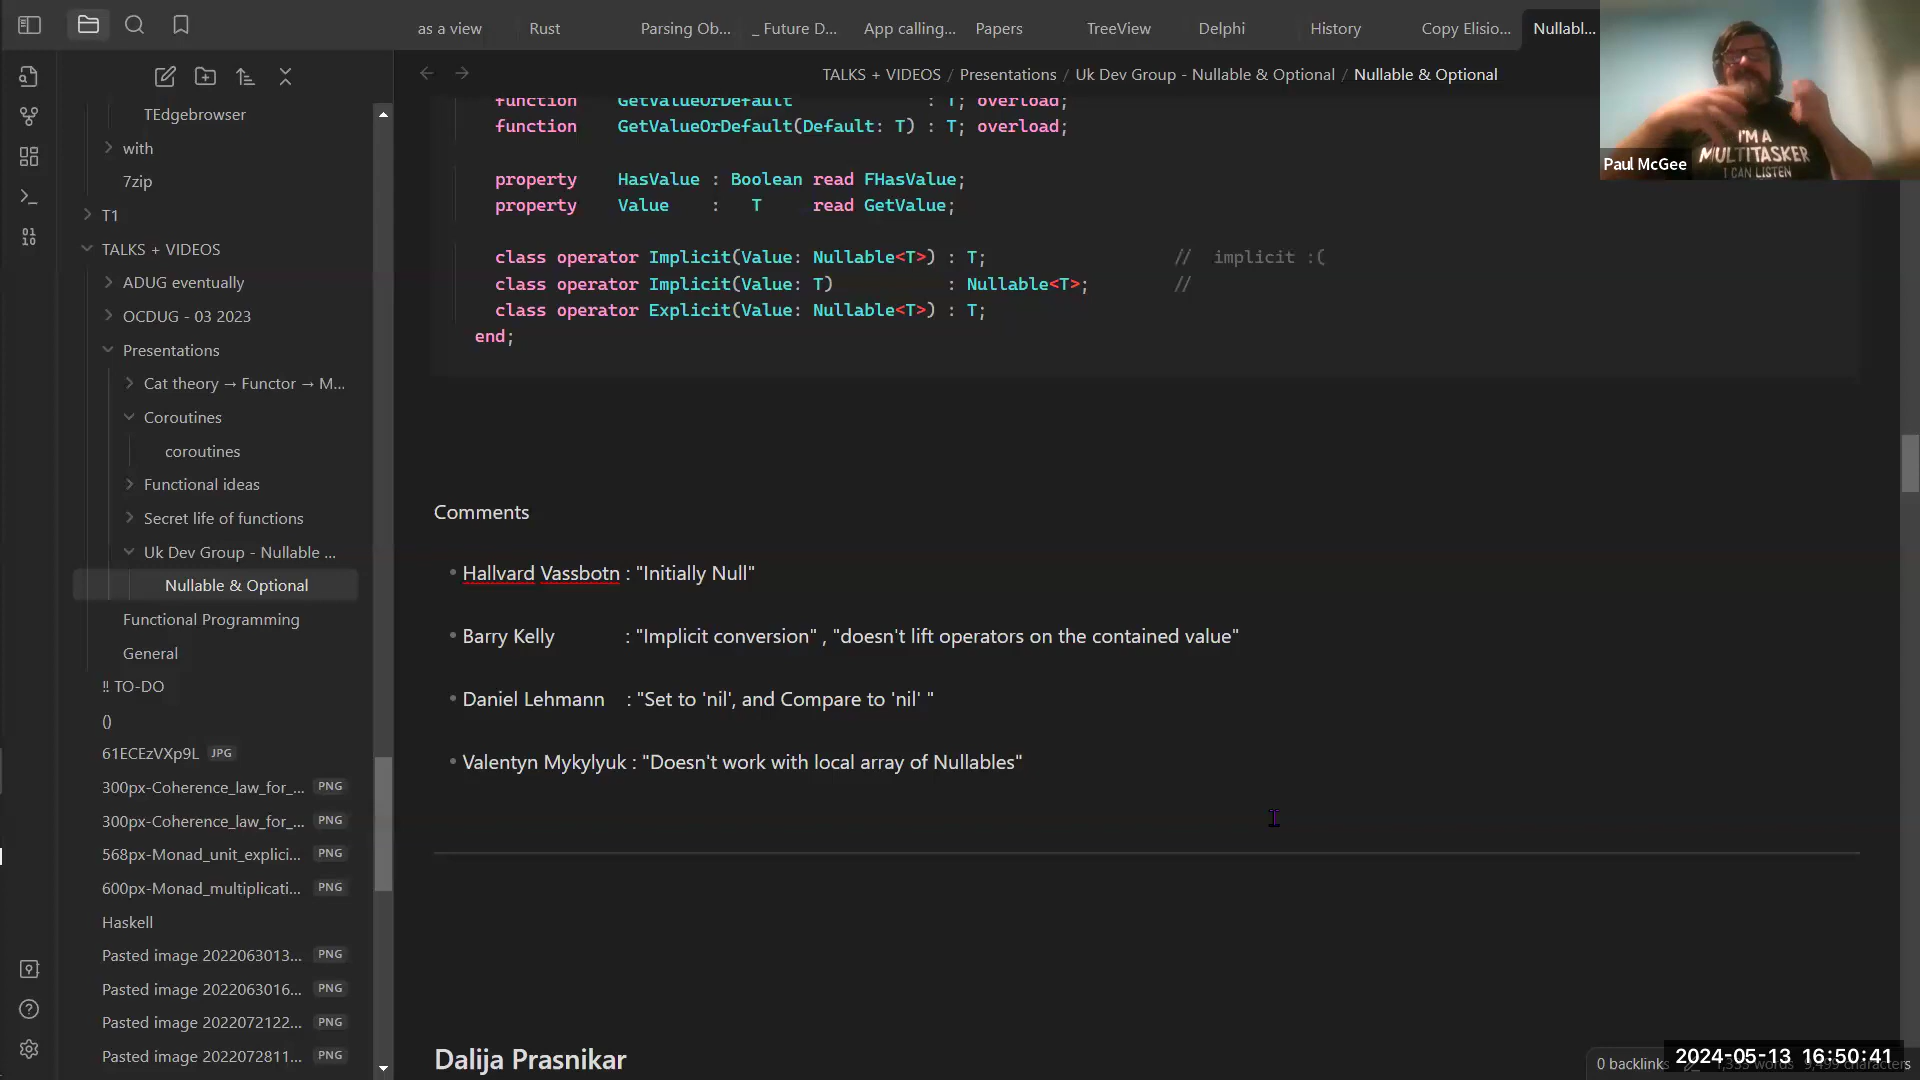 as a view
Rust
Parsing Ob...
_ Future D...
App calling...
Papers
TreeView
Delphi
History
Copy Elisio...
Nullabl...
TALKS + VIDEOS / Presentations / Uk Dev Group - Nullable & Optional / Nullable & Optional
TEdgebrowser
with
7zip
T1
TALKS + VIDEOS
ADUG eventually
OCDUG - 03 2023
Presentations
Cat theory → Functor → M...
Coroutines
coroutines
Functional ideas
Secret life of functions
Uk Dev Group - Nullable ...
Nullable & Optional
Functional Programming
General
!! TO-DO
()
61ECEzVXp9L JPG
300px-Coherence_law_for_... PNG
300px-Coherence_law_for_... PNG
568px-Monad_unit_explici... PNG
600px-Monad_multiplicati... PNG
Haskell
Pasted image 2022063013... PNG
Pasted image 2022063016... PNG
Pasted image 2022072122... PNG
Pasted image 2022072811... PNG
function GetValueOrDefault : T; overload;
function GetValueOrDefault(Default: T) : T; overload;
property HasValue : Boolean read FHasValue;
property Value : T read GetValue;
class operator Implicit(Value: Nullable<T>) : T; // implicit :(
class operator Implicit(Value: T) : Nullable<T>; //
class operator Explicit(Value: Nullable<T>) : T;
end;
Comments
• Hallvard Vassbotn : "Initially Null"
• Barry Kelly : "Implicit conversion" , "doesn't lift operators on the contained value"
• Daniel Lehmann : "Set to 'nil', and Compare to 'nil' "
• Valentyn Mykylyuk : "Doesn't work with local array of Nullables"
Dalija Prasnikar
I'M A
MULTITASKER
I CAN LISTEN
Paul McGee
0 backlinks
2024-05-13 16:50:41